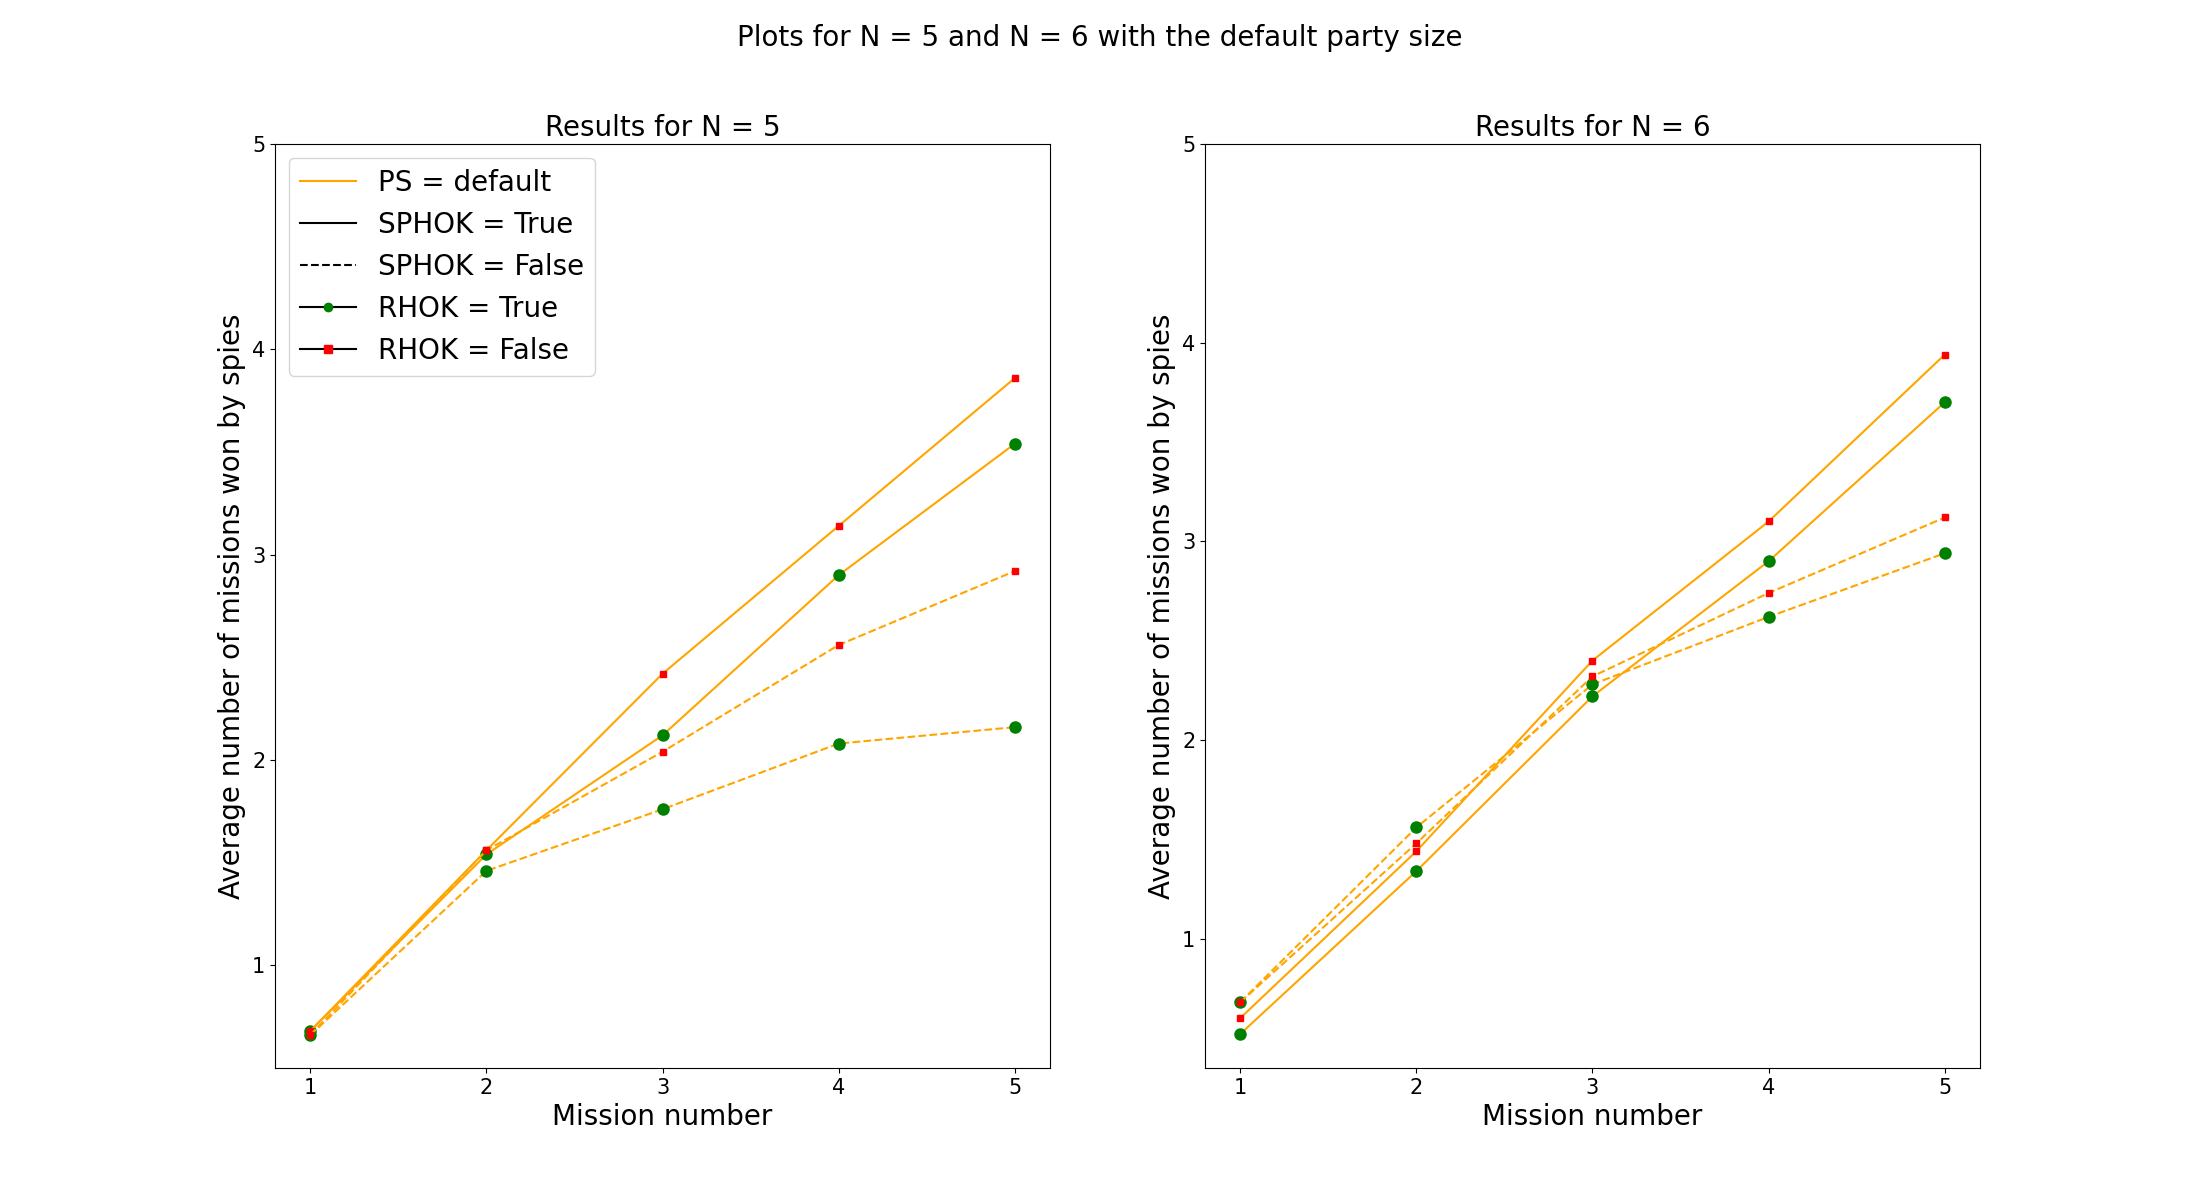 Plots for N = 5 and N = 6 with the default party size
Results for N = 5
5
4
3
2
1
Average number of missions won by spies
PS = default
SPHOK = True
SPHOK = False
RHOK = True
RHOK = False
1 2 3 4 5
Mission number
Results for N = 6
5
4
3
2
1
Average number of missions won by spies
1 2 3 4 5
Mission number